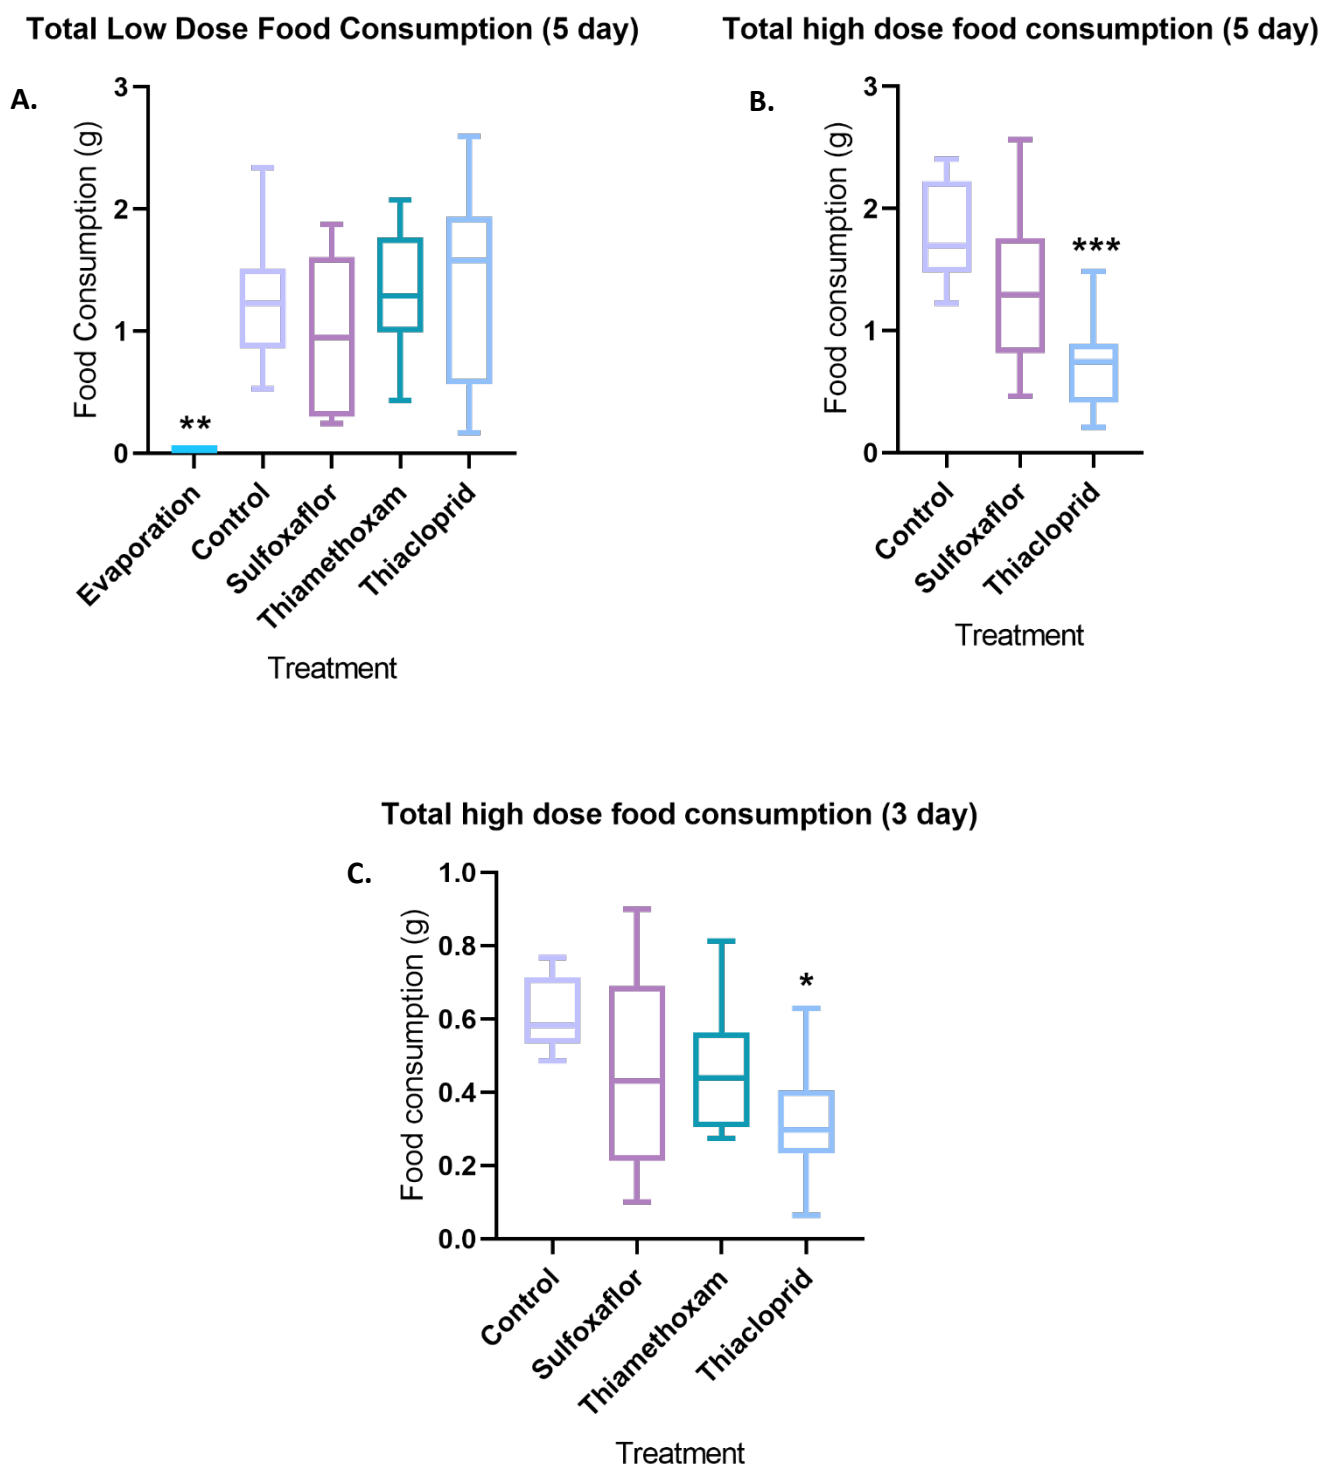 Total Low Dose Food Consumption (5 day)
A.
Food Consumption (g)
3
2
1
0
**
Evaporation
Control
Sulfoxaflor
Thiamethoxam
Thiacloprid
Treatment
Total high dose food consumption (5 day)
B.
Food consumption (g)
3
2
1
0
***
Control
Sulfoxaflor
Thiacloprid
Treatment
Total high dose food consumption (3 day)
C.
Food consumption (g)
1.0
0.8
0.6
0.4
0.2
0.0
*
Control
Sulfoxaflor
Thiamethoxam
Thiacloprid
Treatment